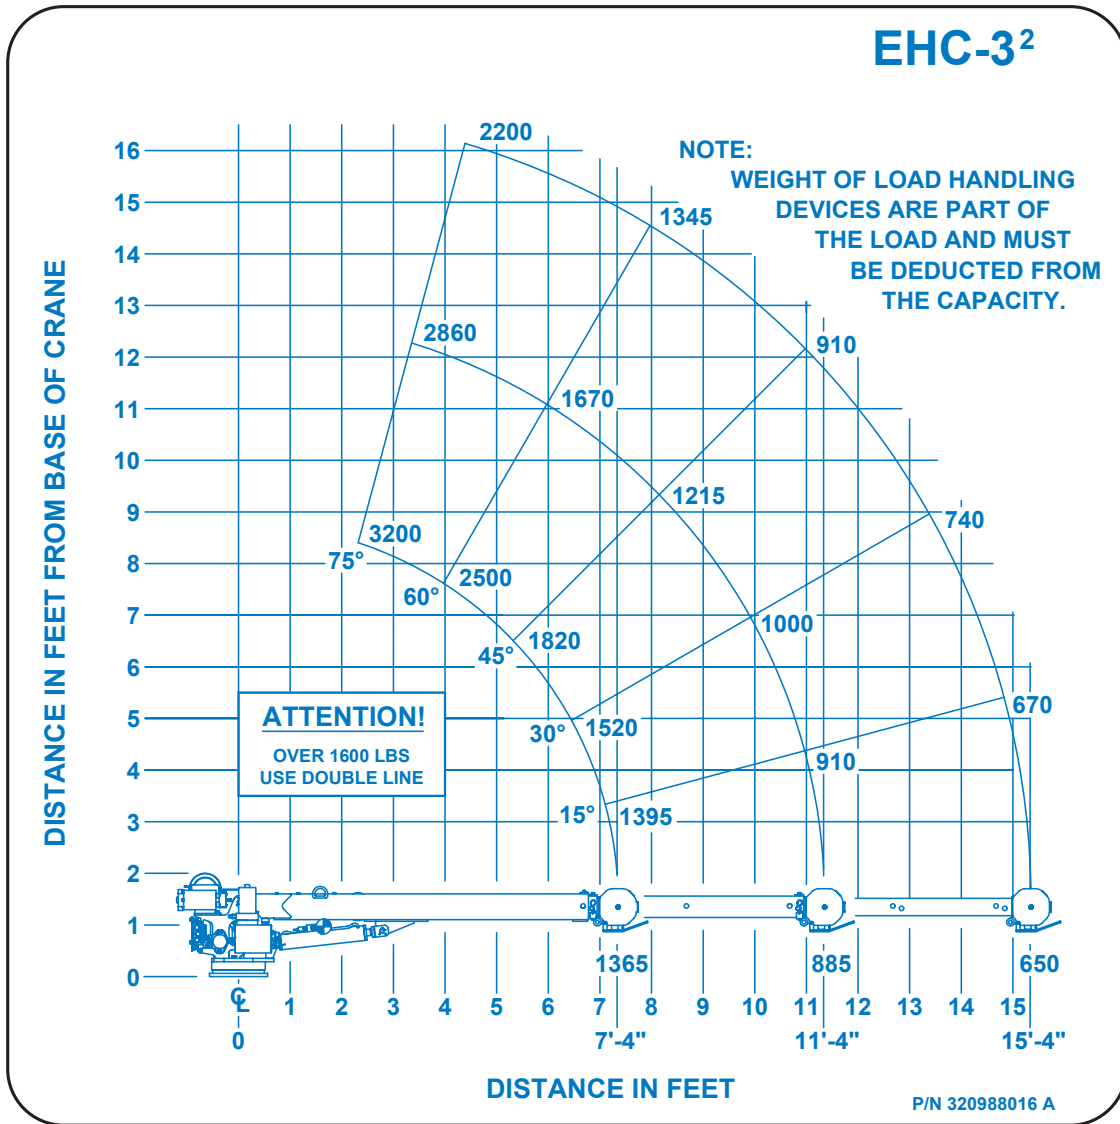 EHC-3²
NOTE:
WEIGHT OF LOAD HANDLING
DEVICES ARE PART OF
THE LOAD AND MUST
BE DEDUCTED FROM
THE CAPACITY.
DISTANCE IN FEET FROM BASE OF CRANE
16
15
14
13
12
11
10
9
8
7
6
5
4
3
2
1
0
2200
1345
2860
910
1670
3200
1215
740
75°
2500
60°
1820
1000
45°
670
1520
30°
910
1395
15°
ATTENTION!
OVER 1600 LBS
USE DOUBLE LINE
1365 885 650
℄ 1 2 3 4 5 6 7 8 9 10 11 12 13 14 15
0 7'-4" 11'-4" 15'-4"
DISTANCE IN FEET
P/N 320988016 A